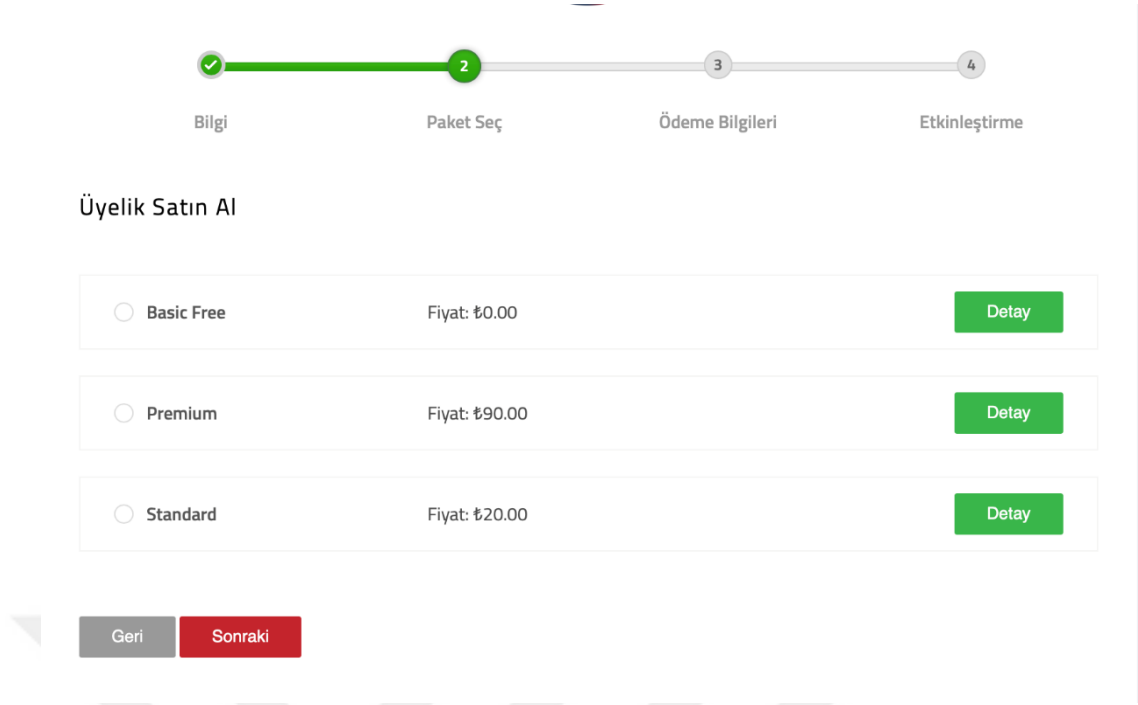 2
3
4
Bilgi
Paket Seç
Ödeme Bilgileri
Etkinleştirme
Üyelik Satın Al
Basic Free
Fiyat: ₺0.00
Detay
Premium
Fiyat: ₺90.00
Detay
Standard
Fiyat: ₺20.00
Detay
Geri
Sonraki